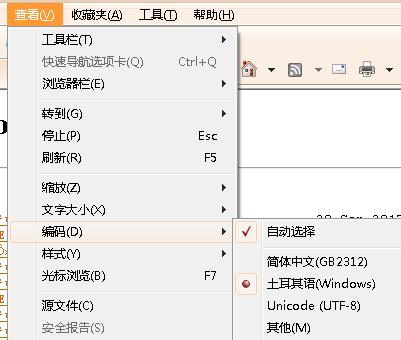 查看(V) 收藏夹(A) 工具(T) 帮助(H)
工具栏(T)
快速导航选项卡(Q) Ctrl+Q
浏览器栏(E)
转到(G)
停止(P) Esc
刷新(R) F5
缩放(Z)
文字大小(X)
编码(D)
自动选择
样式(Y)
简体中文(GB2312)
光标浏览(B) F7
土耳其语(Windows)
源文件(C)
Unicode (UTF-8)
安全报告(S)
其他(M)